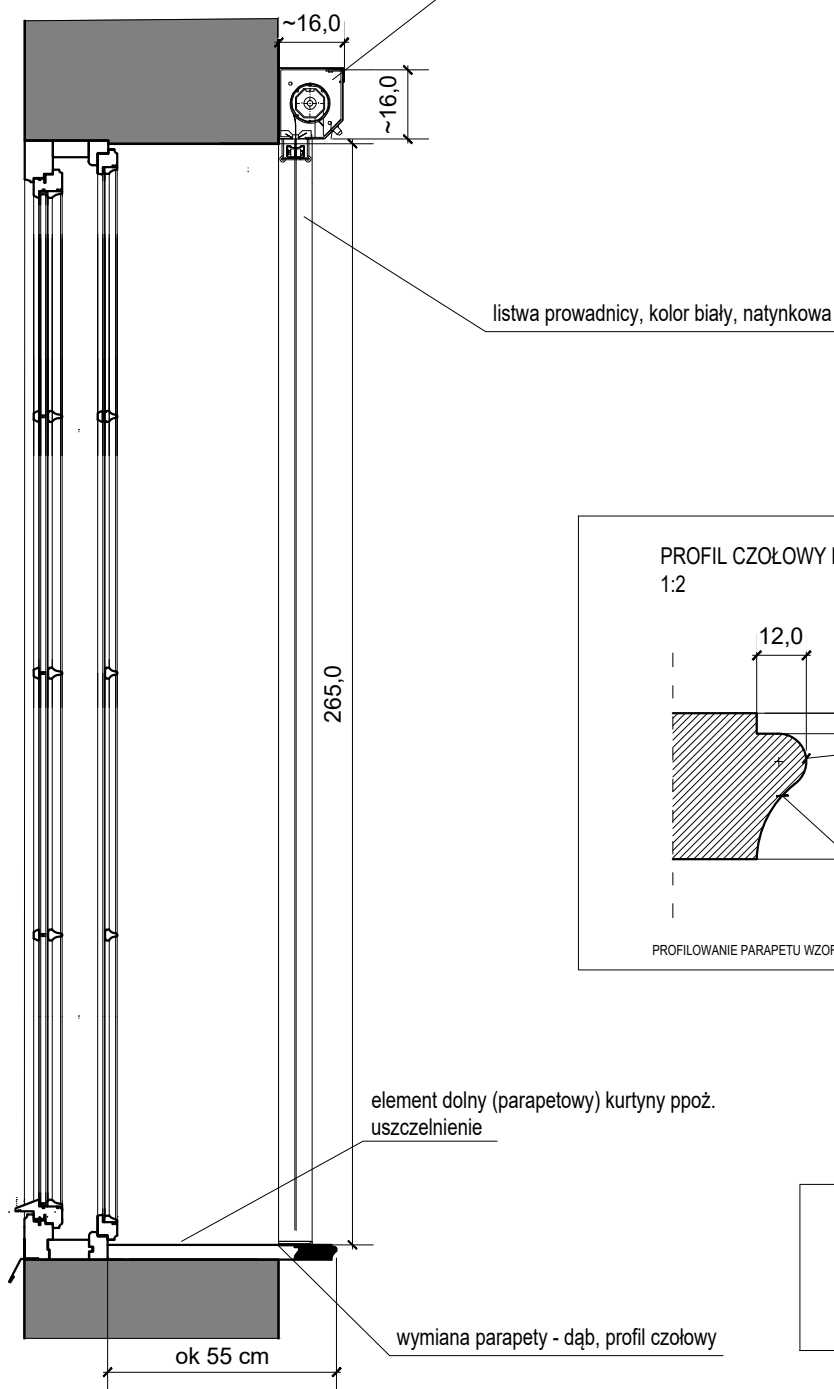 ~16,0
~16,0
listwa prowadnicy, kolor biały, natynkowa
265,0
PROFIL CZOŁOWY
1:2
12,0
PROFILOWANIE PARAPETU
element dolny (parapetowy) kurtyny ppoż.
uszczelnienie
wymiana parapety - dąb, profil czołowy
ok 55 cm